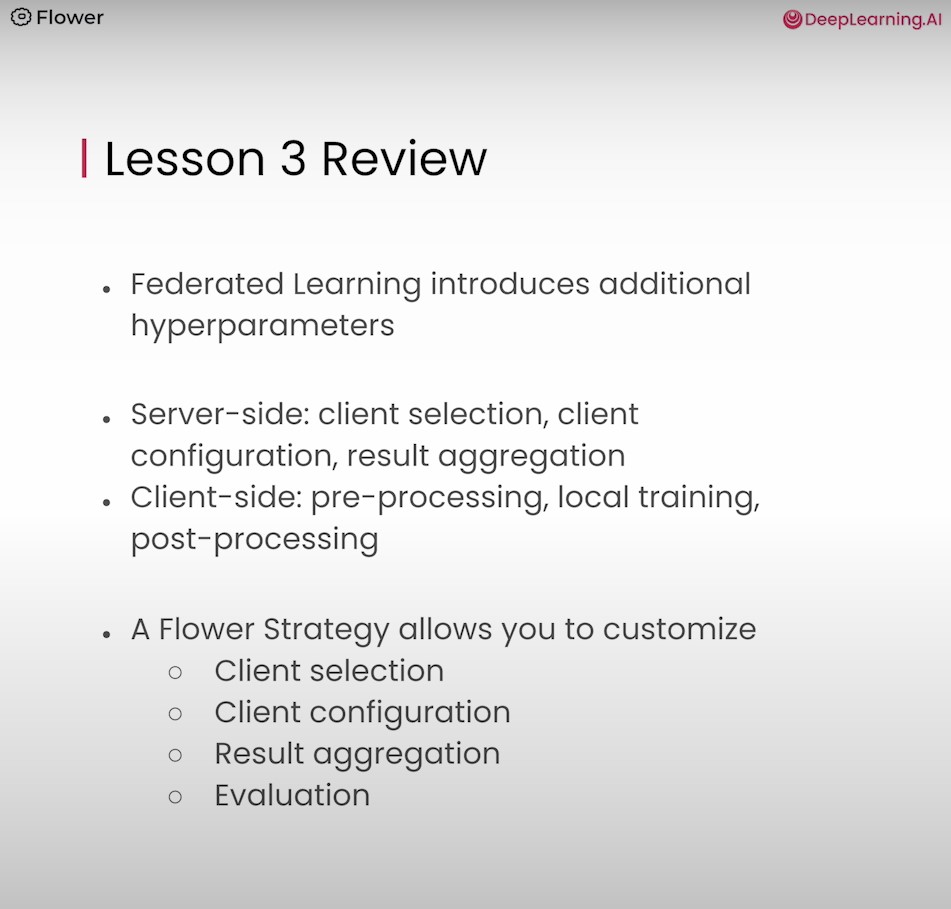 Flower
DeepLearning.AI
Lesson 3 Review
• Federated Learning introduces additional
hyperparameters
• Server-side: client selection, client
configuration, result aggregation
• Client-side: pre-processing, local training,
post-processing
• A Flower Strategy allows you to customize
○ Client selection
○ Client configuration
○ Result aggregation
○ Evaluation